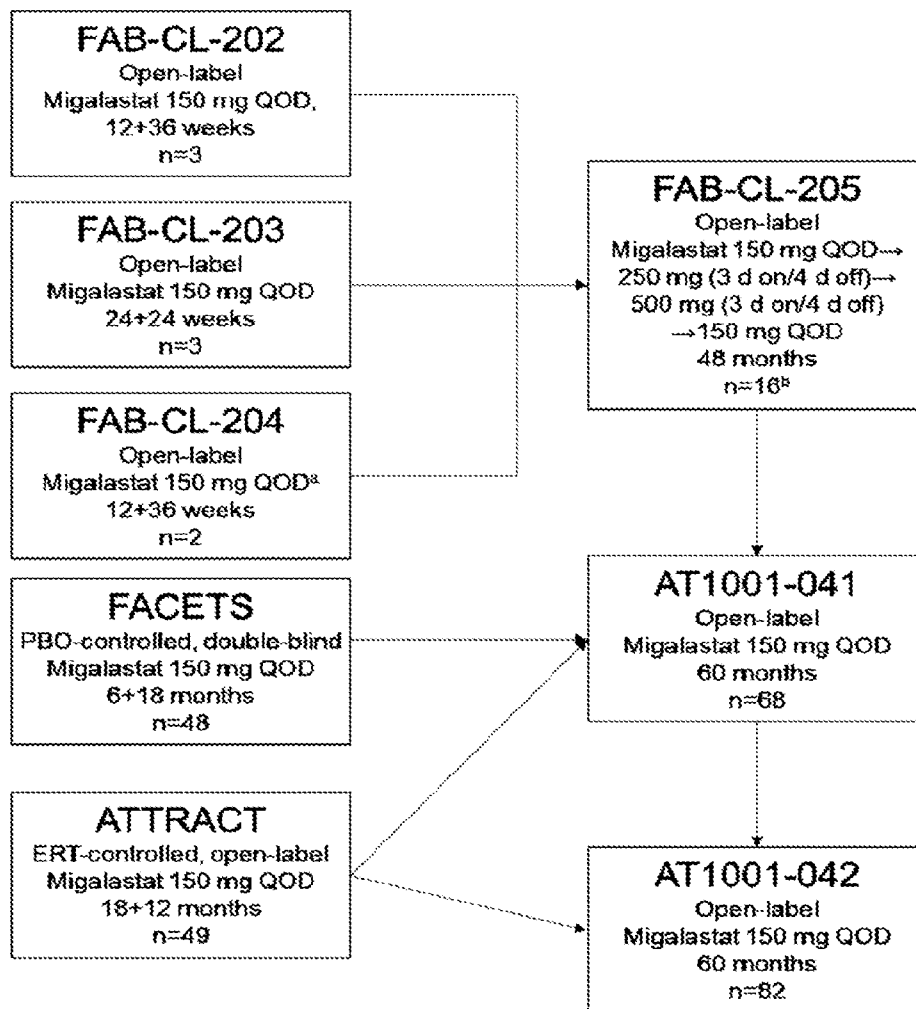 FAB-CL-202
Open-label
Migalastat 150 mg QOD,
12+36 weeks
n=3
FAB-CL-203
Open-label
Migalastat 150 mg QOD
24+24 weeks
n=3
FAB-CL-204
Open-label
Migalastat 150 mg QODᵃ
12+36 weeks
n=2
FACETS
PBO-controlled, double-blind
Migalastat 150 mg QOD
6+18 months
n=48
ATTRACT
ERT-controlled, open-label
Migalastat 150 mg QOD
18+12 months
n=49
FAB-CL-205
Open-label
Migalastat 150 mg QOD→
250 mg (3 d on/4 d off)→
500 mg (3 d on/4 d off)
→150 mg QOD
48 months
n=16ᵇ
AT1001-041
Open-label
Migalastat 150 mg QOD
60 months
n=68
AT1001-042
Open-label
Migalastat 150 mg QOD
60 months
n=82